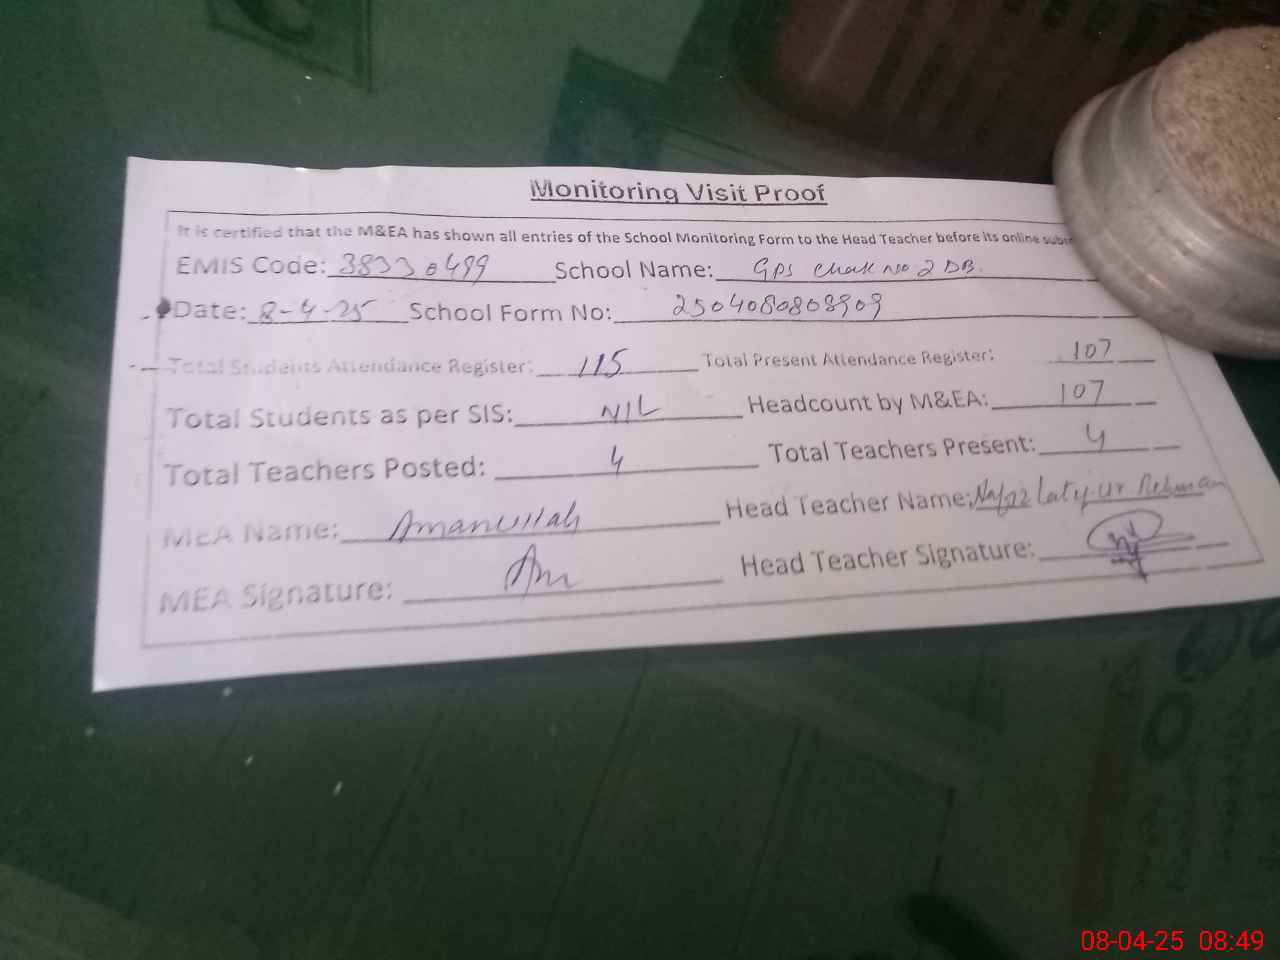 Monitoring Visit Proof
It is certified that the M&EA has shown all entries of the School Monitoring Form to the Head Teacher before its online
EMIS Code: 38330499 School Name: GPS Chak no 2 DB.
Date: 8-4-25 School Form No: 2504080808909
Total Students Attendance Register: 115 Total Present Attendance Register: 107
Total Students as per SIS: NIL Headcount by M&EA: 107
Total Teachers Posted: 4 Total Teachers Present: 4
MEA Name: Amanullah Head Teacher Name: Latif ur Rehman
MEA Signature: Head Teacher Signature:
08-04-25 08:49